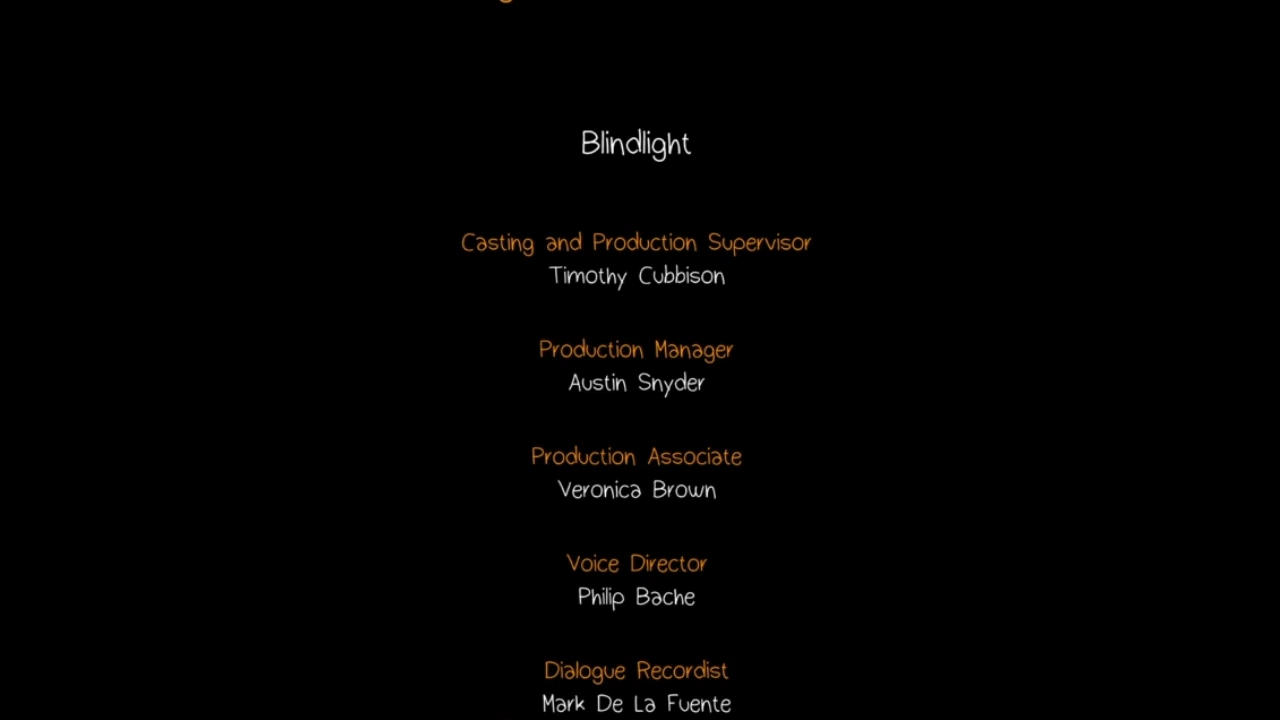 Blindlight
Casting and Production Supervisor
Timothy Cubbison
Production Manager
Austin Snyder
Production Associate
Veronica Brown
Voice Director
Philip Bache
Dialogue Recordist
Mark De La Fuente